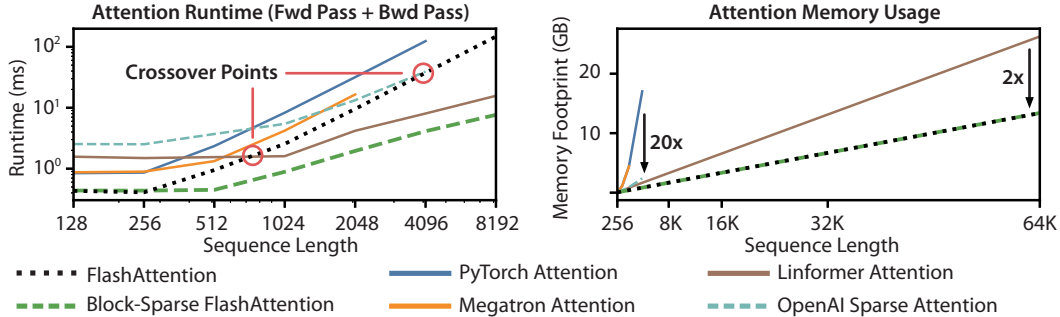 Attention Runtime (Fwd Pass + Bwd Pass)
Runtime (ms)
10²
10¹
10⁰
Crossover Points
128 256 512 1024 2048 4096 8192
Sequence Length
Attention Memory Usage
Memory Footprint (GB)
20
10
20x
2x
256 8K 16K 32K 64K
Sequence Length
FlashAttention
PyTorch Attention
Linformer Attention
Block-Sparse FlashAttention
Megatron Attention
OpenAI Sparse Attention